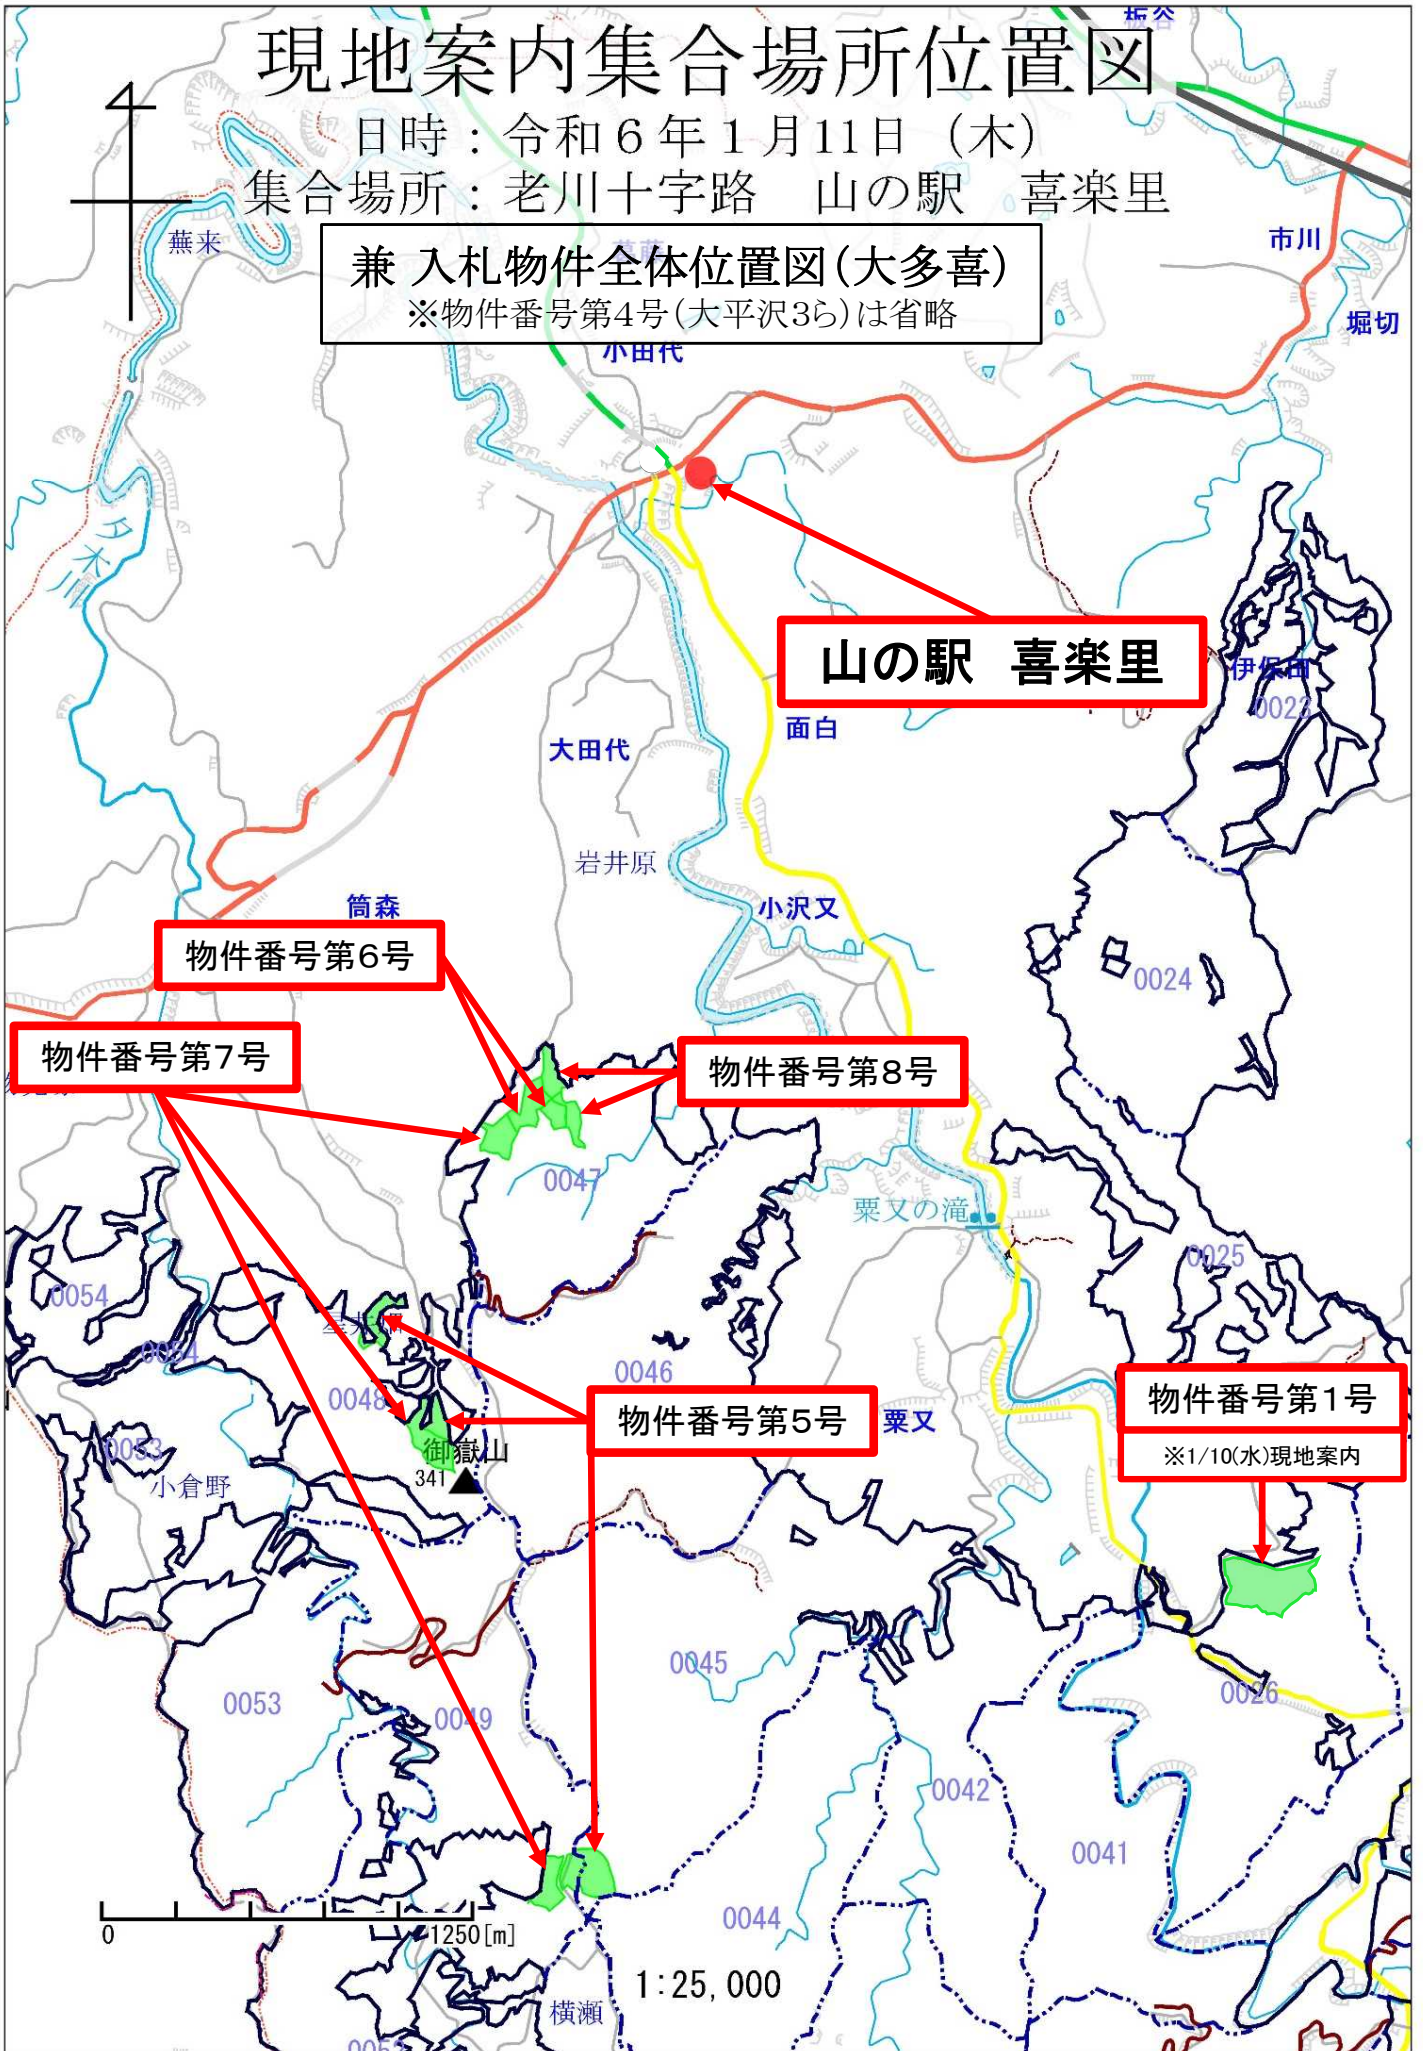 板谷
現地案内集合場所位置図
日時：令和６年１月11日（木）
集合場所：老川十字路　山の駅　喜楽里
蕪来
市川
兼 入札物件全体位置図(大多喜)
※物件番号第4号(大平沢3ら)は省略
堀切
小田代
夕木川
山の駅　喜楽里
伊保田
0023
面白
大田代
岩井原
筒森
小沢又
物件番号第6号
0024
物件番号第7号
物件番号第8号
0047
粟又の滝
0025
0054
0054
0046
0048
物件番号第1号
物件番号第5号
粟又
0053
御嶽山
※1/10(水)現地案内
341
小倉野
0045
0053
0026
0049
0042
0041
0044
0
1250[m]
1:25,000
横瀬